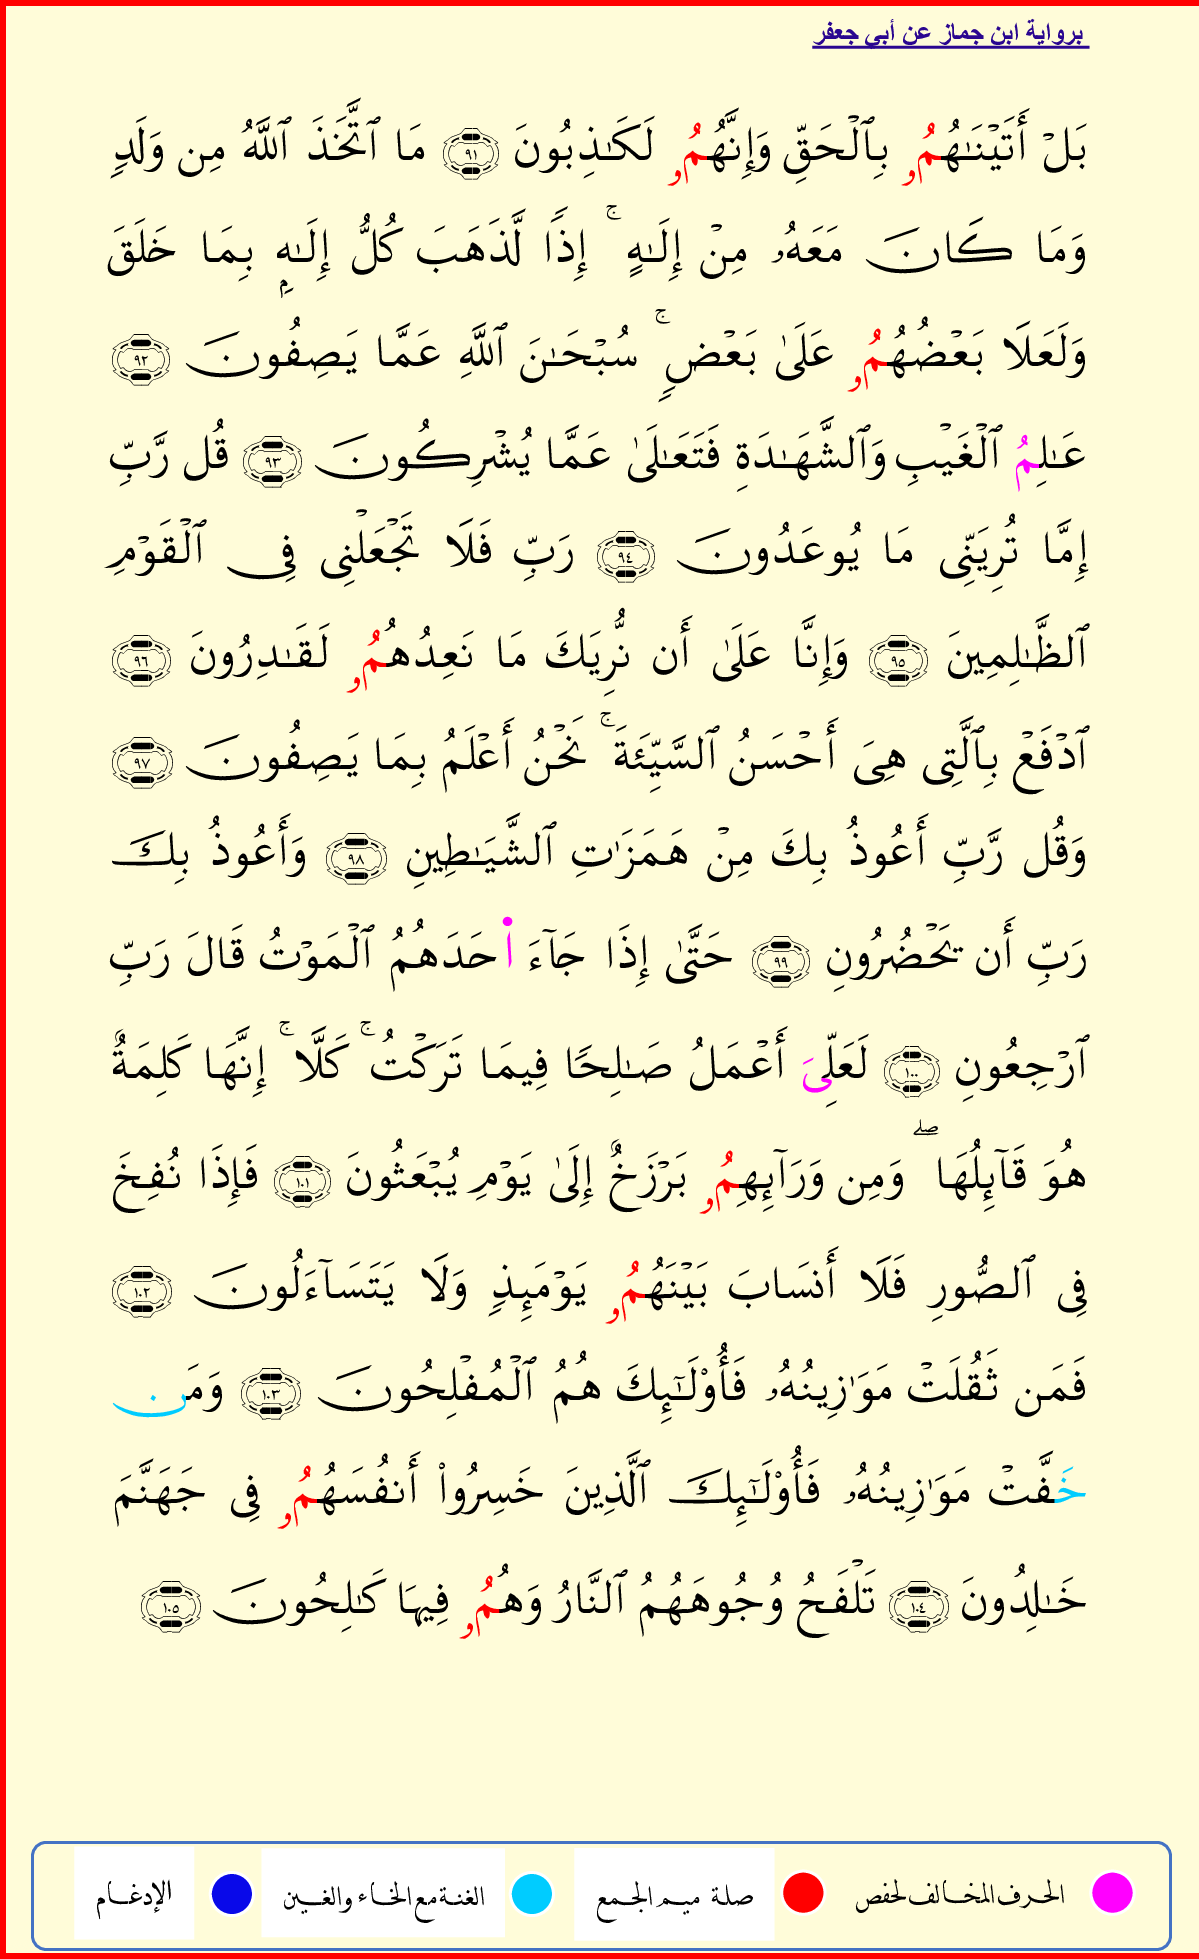 برواية ابن جماز عن أبي جعفر
بَلْ أَتَيْنَـٰهُمُۥ بِٱلْحَقِّ وَإِنَّهُمُۥ لَكَـٰذِبُونَ ٩١ مَا ٱتَّخَذَ ٱللَّهُ مِن وَلَدٍ
وَمَا كَانَ مَعَهُۥ مِنْ إِلَـٰهٍ ۚ إِذًا لَّذَهَبَ كُلُّ إِلَـٰهٍۭ بِمَا خَلَقَ
وَلَعَلَا بَعْضُهُمُۥ عَلَىٰ بَعْضٍ ۚ سُبْحَـٰنَ ٱللَّهِ عَمَّا يَصِفُونَ ٩٢
عَـٰلِمُ ٱلْغَيْبِ وَٱلشَّهَـٰدَةِ فَتَعَـٰلَىٰ عَمَّا يُشْرِكُونَ ٩٣ قُل رَّبِّ
إِمَّا تُرِيَنِّى مَا يُوعَدُونَ ٩٤ رَبِّ فَلَا تَجْعَلْنِى فِى ٱلْقَوْمِ
ٱلظَّـٰلِمِينَ ٩٥ وَإِنَّا عَلَىٰ أَن نُّرِيَكَ مَا نَعِدُهُمُۥ لَقَـٰدِرُونَ ٩٦
ٱدْفَعْ بِٱلَّتِى هِىَ أَحْسَنُ ٱلسَّيِّئَةَ ۚ نَحْنُ أَعْلَمُ بِمَا يَصِفُونَ ٩٧
وَقُل رَّبِّ أَعُوذُ بِكَ مِنْ هَمَزَٰتِ ٱلشَّيَـٰطِينِ ٩٨ وَأَعُوذُ بِكَ
رَبِّ أَن يَحْضُرُونِ ٩٩ حَتَّىٰ إِذَا جَآءَ ا۬حَدَهُمُ ٱلْمَوْتُ قَالَ رَبِّ
ٱرْجِعُونِ ١٠٠ لَعَلِّىَ أَعْمَلُ صَـٰلِحًا فِيمَا تَرَكْتُ ۚ كَلَّا ۚ إِنَّهَا كَلِمَةٌ
هُوَ قَآئِلُهَا ۖ وَمِن وَرَآئِهِمُۥ بَرْزَخٌ إِلَىٰ يَوْمِ يُبْعَثُونَ ١٠١ فَإِذَا نُفِخَ
فِى ٱلصُّورِ فَلَا أَنسَابَ بَيْنَهُمُۥ يَوْمَئِذٍ وَلَا يَتَسَآءَلُونَ ١٠٢
فَمَن ثَقُلَتْ مَوَٰزِينُهُۥ فَأُو۟لَـٰٓئِكَ هُمُ ٱلْمُفْلِحُونَ ١٠٣ وَمَن
خَفَّتْ مَوَٰزِينُهُۥ فَأُو۟لَـٰٓئِكَ ٱلَّذِينَ خَسِرُوا۟ أَنفُسَهُمُۥ فِى جَهَنَّمَ
خَـٰلِدُونَ ١٠٤ تَلْفَحُ وُجُوهَهُمُ ٱلنَّارُ وَهُمُۥ فِيهَا كَـٰلِحُونَ ١٠٥
الحرف المخالف لحفص صلة ميم الجمع الغنة مع الخاء والغين الإدغام